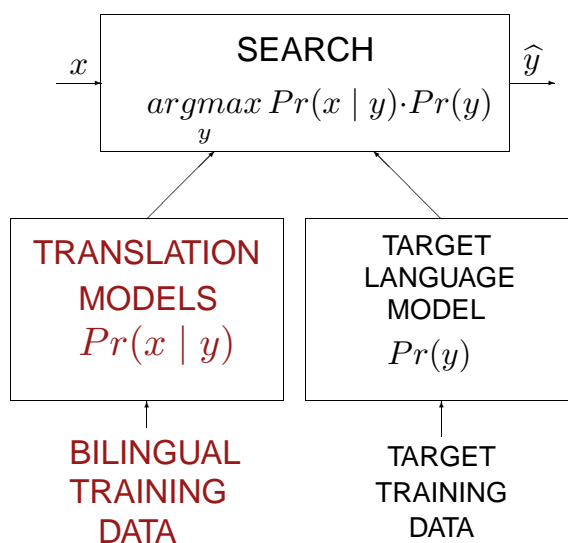 SEARCH
x
ŷ
argmax Pr(x | y)·Pr(y)
y
TRANSLATION
MODELS
Pr(x | y)
TARGET
LANGUAGE
MODEL
Pr(y)
BILINGUAL
TRAINING
DATA
TARGET
TRAINING
DATA